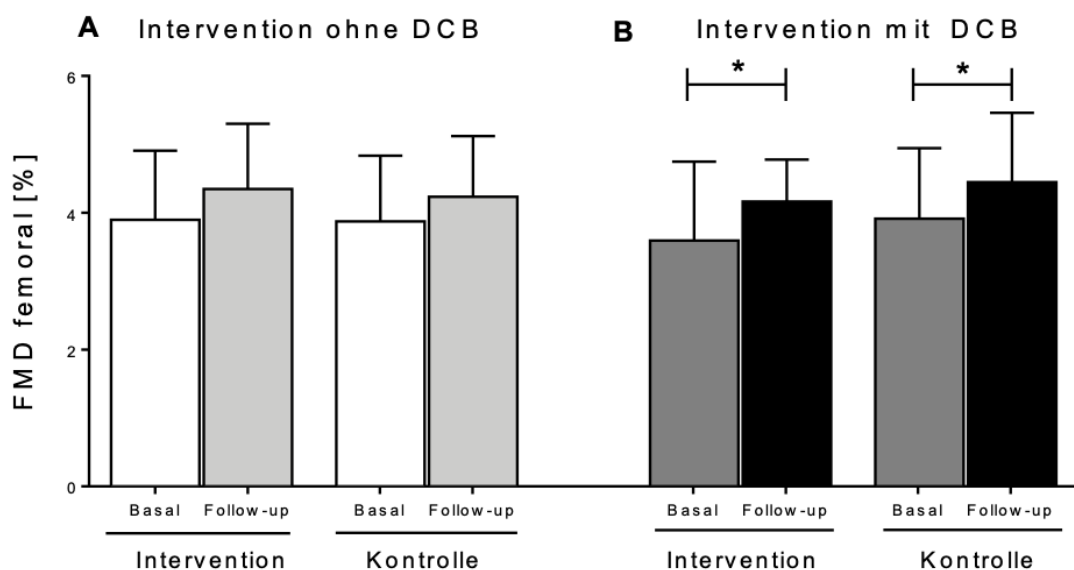 A Intervention ohne DCB
B Intervention mit DCB
* *
FMD femoral [%]
6
4
2
0
Basal Follow-up Basal Follow-up Basal Follow-up Basal Follow-up
Intervention Kontrolle Intervention Kontrolle